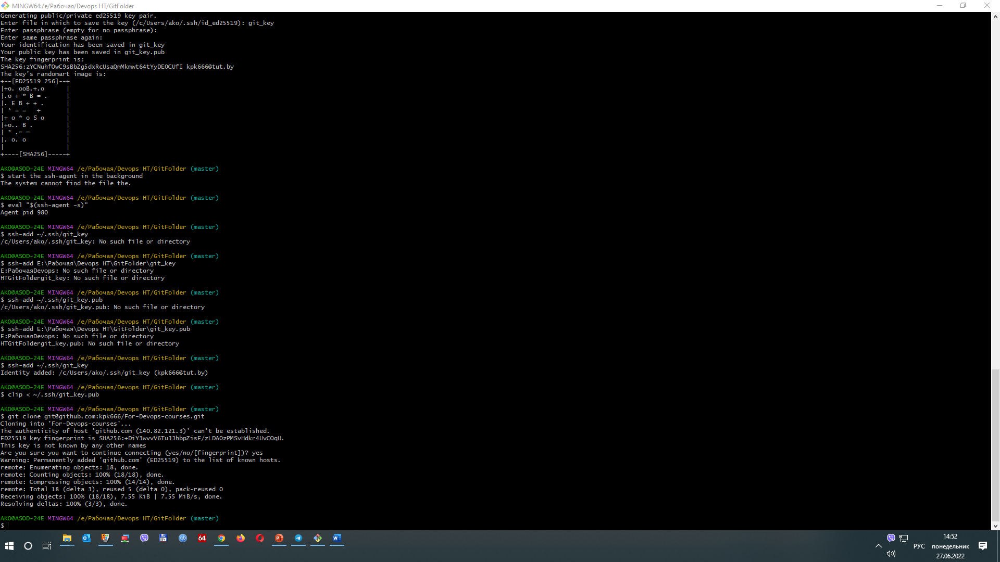 MINGW64:/e/Рабочая/Devops HT/GitFolder
Generating public/private ed25519 key pair.
Enter file in which to save the key (/c/Users/ako/.ssh/id_ed25519): git_key
Enter passphrase (empty for no passphrase):
Enter same passphrase again:
Your identification has been saved in git_key
Your public key has been saved in git_key.pub
The key fingerprint is:
SHA256:zYCNuhfOwC9sBbZg5dxRcUsaQmMkmwt64tYyDEOCUfI kpk666@tut.by
The key's randomart image is:
+--[ED25519 256]--+
|+o. ooB.+.o      |
|.o + * B = .     |
|. E B + + .      |
| * = =   +       |
|+ o * o S o      |
|+o.. B .         |
| * .= =          |
|. o. o           |
|                 |
+----[SHA256]-----+
AKO@ASOD-24E MINGW64 /e/Рабочая/Devops HT/GitFolder (master)
$ start the ssh-agent in the background
The system cannot find the file the.
AKO@ASOD-24E MINGW64 /e/Рабочая/Devops HT/GitFolder (master)
$ eval "$(ssh-agent -s)"
Agent pid 980
AKO@ASOD-24E MINGW64 /e/Рабочая/Devops HT/GitFolder (master)
$ ssh-add ~/.ssh/git_key
/c/Users/ako/.ssh/git_key: No such file or directory
AKO@ASOD-24E MINGW64 /e/Рабочая/Devops HT/GitFolder (master)
$ ssh-add E:\Рабочая\Devops HT\GitFolder\git_key
E:РабочаяDevops: No such file or directory
HTGitFoldergit_key: No such file or directory
AKO@ASOD-24E MINGW64 /e/Рабочая/Devops HT/GitFolder (master)
$ ssh-add ~/.ssh/git_key.pub
/c/Users/ako/.ssh/git_key.pub: No such file or directory
AKO@ASOD-24E MINGW64 /e/Рабочая/Devops HT/GitFolder (master)
$ ssh-add E:\Рабочая\Devops HT\GitFolder\git_key.pub
E:РабочаяDevops: No such file or directory
HTGitFoldergit_key.pub: No such file or directory
AKO@ASOD-24E MINGW64 /e/Рабочая/Devops HT/GitFolder (master)
$ ssh-add ~/.ssh/git_key
Identity added: /c/Users/ako/.ssh/git_key (kpk666@tut.by)
AKO@ASOD-24E MINGW64 /e/Рабочая/Devops HT/GitFolder (master)
$ clip < ~/.ssh/git_key.pub
AKO@ASOD-24E MINGW64 /e/Рабочая/Devops HT/GitFolder (master)
$ git clone git@github.com:kpk666/For-Devops-courses.git
Cloning into 'For-Devops-courses'...
The authenticity of host 'github.com (140.82.121.3)' can't be established.
ED25519 key fingerprint is SHA256:+DiY3wvvV6TuJJhbpZisF/zLDA0zPMSvHdkr4UvCOqU.
This key is not known by any other names
Are you sure you want to continue connecting (yes/no/[fingerprint])? yes
Warning: Permanently added 'github.com' (ED25519) to the list of known hosts.
remote: Enumerating objects: 18, done.
remote: Counting objects: 100% (18/18), done.
remote: Compressing objects: 100% (14/14), done.
remote: Total 18 (delta 3), reused 5 (delta 0), pack-reused 0
Receiving objects: 100% (18/18), 7.55 KiB | 7.55 MiB/s, done.
Resolving deltas: 100% (3/3), done.
AKO@ASOD-24E MINGW64 /e/Рабочая/Devops HT/GitFolder (master)
$
64
14:52
РУС понедельник
27.06.2022